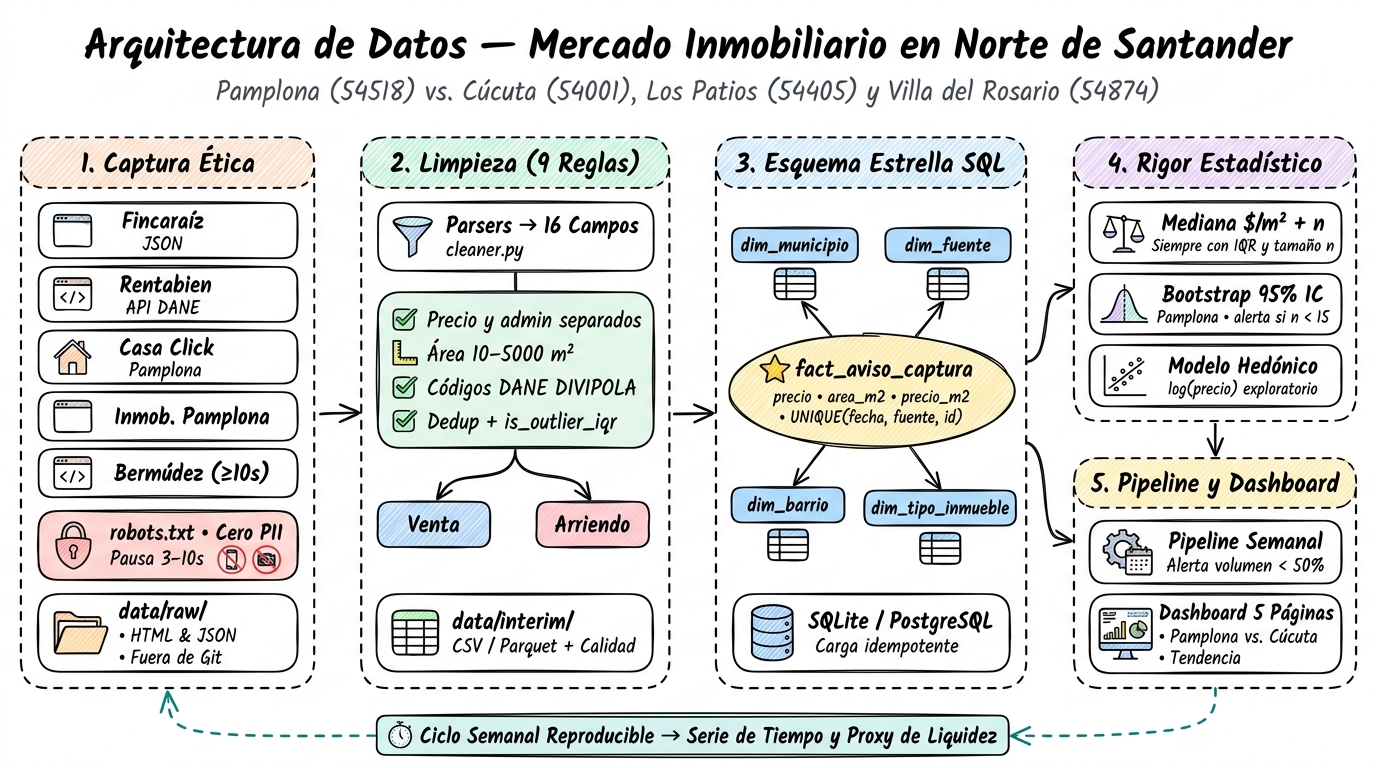 Arquitectura de Datos — Mercado Inmobiliario en Norte de Santander
Pamplona (54518) vs. Cúcuta (54001), Los Patios (54405) y Villa del Rosario (54874)
1. Captura Ética
Fincaraíz
JSON
</>
Rentabien
API DANE
Casa Click
Pamplona
Inmob. Pamplona
</>
Bermúdez (≥10s)
robots.txt • Cero PII
Pausa 3–10s
data/raw/
• HTML & JSON
• Fuera de Git
2. Limpieza (9 Reglas)
Parsers → 16 Campos
cleaner.py
Precio y admin separados
Área 10–5000 m²
Códigos DANE DIVIPOLA
Dedup + is_outlier_iqr
Venta
Arriendo
data/interim/
CSV / Parquet + Calidad
3. Esquema Estrella SQL
dim_municipio
dim_fuente
fact_aviso_captura
precio • area_m2 • precio_m2
• UNIQUE(fecha, fuente, id)
dim_barrio
dim_tipo_inmueble
SQLite / PostgreSQL
Carga idempotente
4. Rigor Estadístico
Mediana $/m² + n
Siempre con IQR y tamaño n
Bootstrap 95% IC
Pamplona • alerta si n < 15
Modelo Hedónico
log(precio) exploratorio
5. Pipeline y Dashboard
Pipeline Semanal
Alerta volumen < 50%
Dashboard 5 Páginas
• Pamplona vs. Cúcuta
• Tendencia
Ciclo Semanal Reproducible → Serie de Tiempo y Proxy de Liquidez